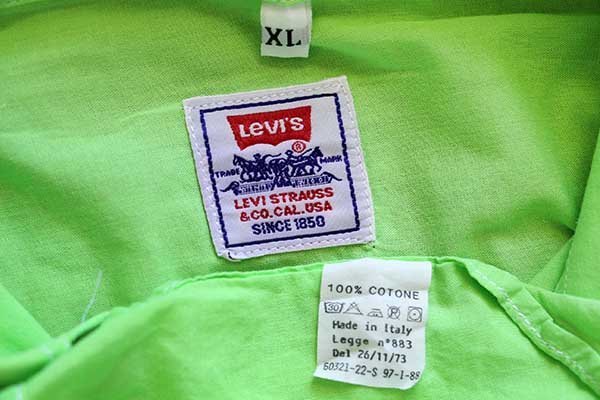 XL
LEVI'S
®
TRADE MARK
LEVI STRAUSS
& CO. CAL. USA
SINCE 1850
100% COTONE
30
Made in Italy
Legge n°883
Del 26/11/73
60321-22-S 97-1-88